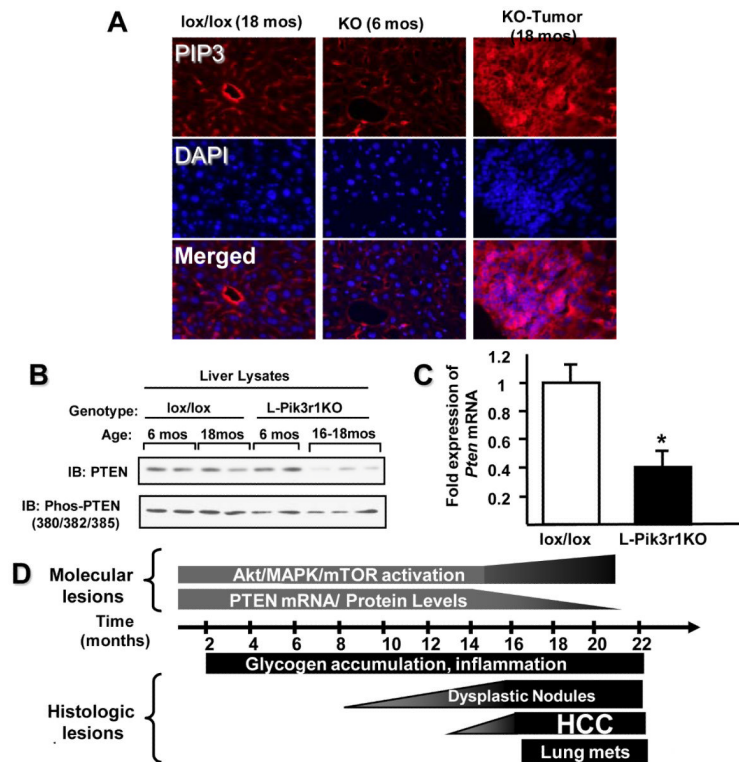 A
lox/lox (18 mos) KO (6 mos) KO-Tumor
(18 mos)
PIP3
DAPI
Merged
B
Liver Lysates
Genotype: lox/lox L-Pik3r1KO
Age: 6 mos 18mos 6 mos 16-18mos
IB: PTEN
IB: Phos-PTEN
(380/382/385)
C
Fold expression of
Pten mRNA
1.2
1
0.8
0.6
0.4
0.2
*
lox/lox L-Pik3r1KO
D
Molecular
lesions
Akt/MAPK/mTOR activation
PTEN mRNA/ Protein Levels
Time
(months)
2 4 6 8 10 12 14 16 18 20 22
Glycogen accumulation, inflammation
Histologic
lesions
Dysplastic Nodules
HCC
Lung mets